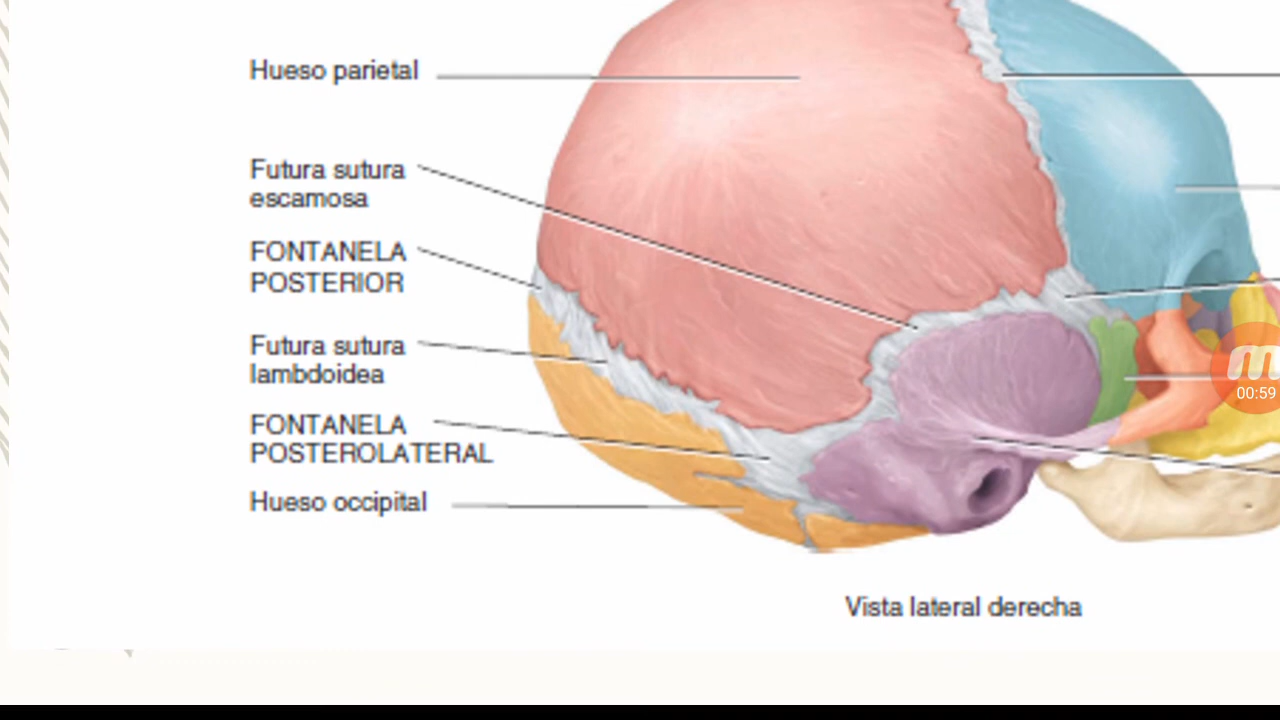 Hueso parietal
Futura sutura
escamosa
FONTANELA
POSTERIOR
Futura sutura
lambdoidea
FONTANELA
POSTEROLATERAL
Hueso occipital
00:59
Vista lateral derecha